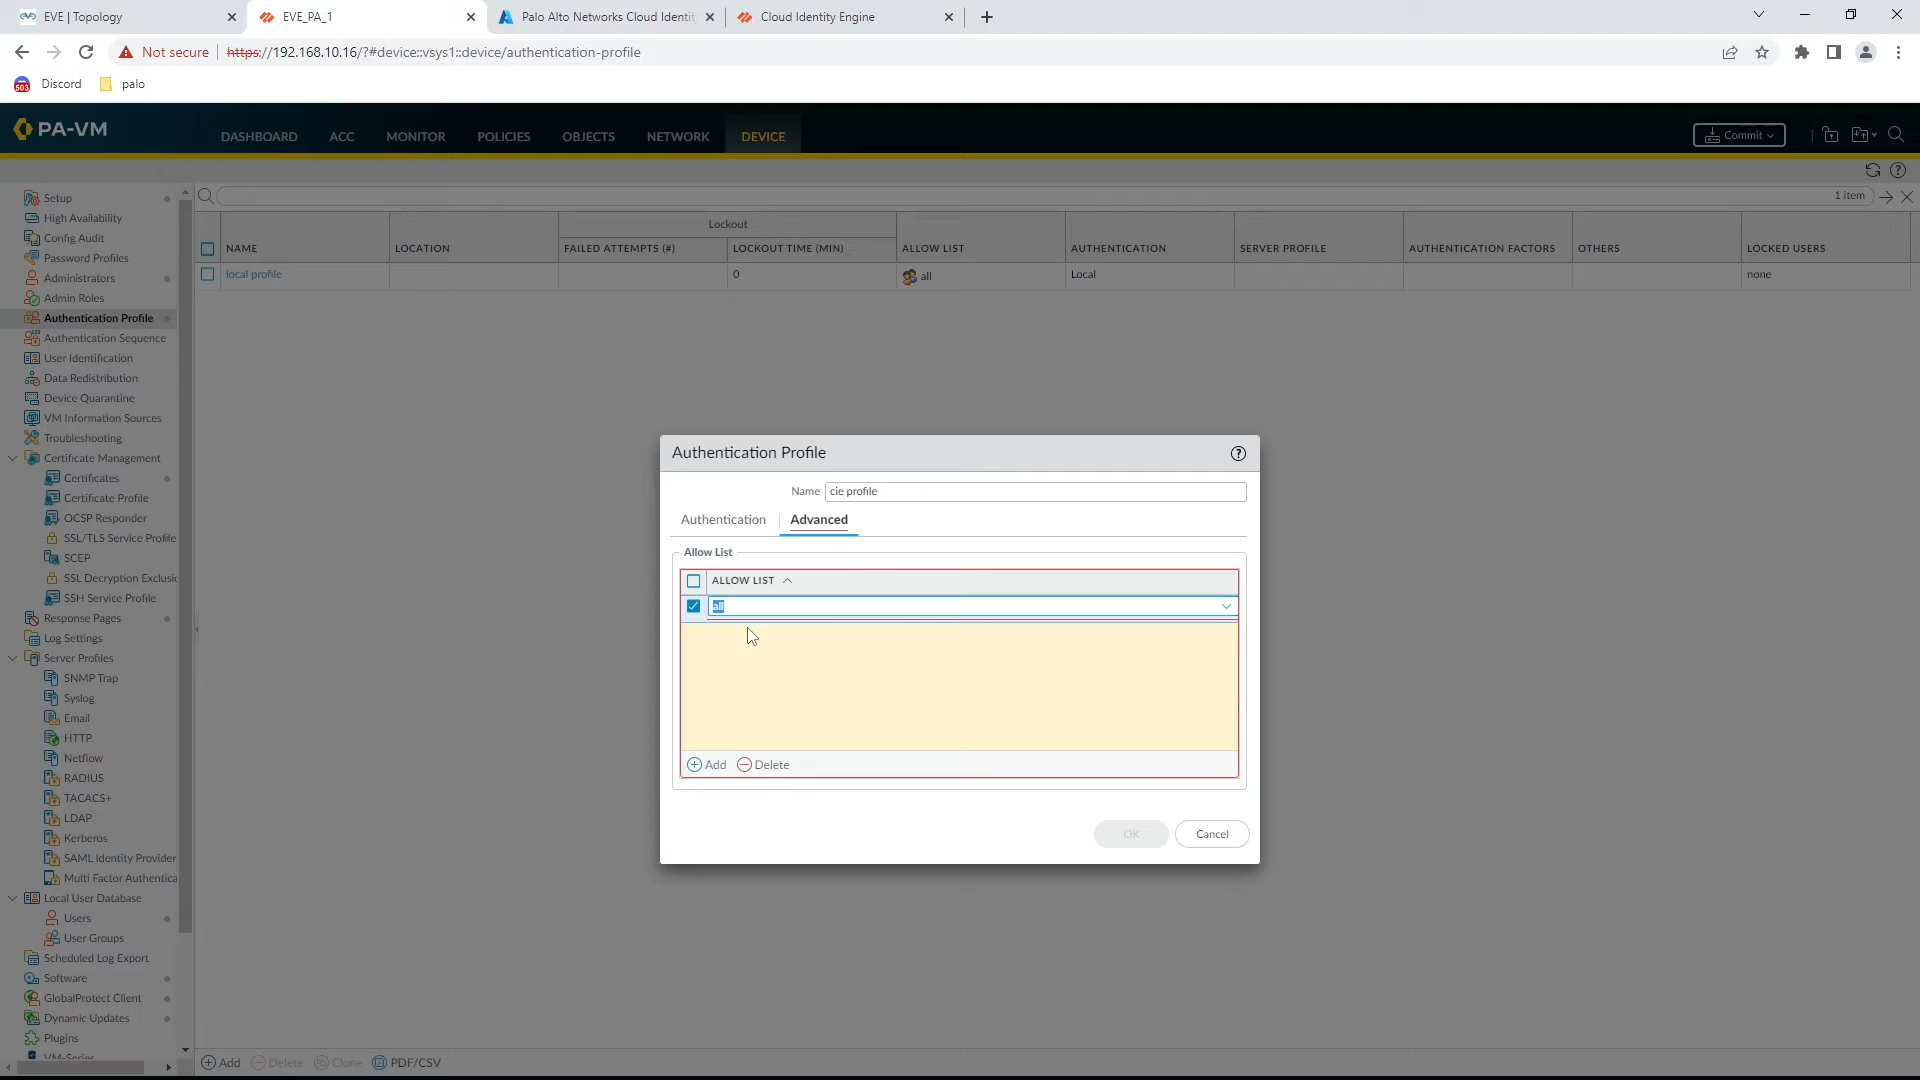 EVE | Topology
EVE_PA_1
Palo Alto Networks Cloud Identit
Cloud Identity Engine
Not secure
https://192.168.10.16/?#device::vsys1::device/authentication-profile
503 Discord
palo
PA-VM
DASHBOARD
ACC
MONITOR
POLICIES
OBJECTS
NETWORK
DEVICE
Commit
1 item
Setup
High Availability
Config Audit
Password Profiles
Administrators
Admin Roles
Authentication Profile
Authentication Sequence
User Identification
Data Redistribution
Device Quarantine
VM Information Sources
Troubleshooting
Certificate Management
Certificates
Certificate Profile
OCSP Responder
SSL/TLS Service Profile
SCEP
SSL Decryption Exclusio
SSH Service Profile
Response Pages
Log Settings
Server Profiles
SNMP Trap
Syslog
Email
HTTP
Netflow
RADIUS
TACACS+
LDAP
Kerberos
SAML Identity Provider
Multi Factor Authentica
Local User Database
Users
User Groups
Scheduled Log Export
Software
GlobalProtect Client
Dynamic Updates
Plugins
VM-Series
Lockout
NAME
LOCATION
FAILED ATTEMPTS (#)
LOCKOUT TIME (MIN)
ALLOW LIST
AUTHENTICATION
SERVER PROFILE
AUTHENTICATION FACTORS
OTHERS
LOCKED USERS
local profile
0
all
Local
none
Authentication Profile
Name cie profile
Authentication
Advanced
Allow List
ALLOW LIST
all
Add
Delete
OK
Cancel
Add
Delete
Clone
PDF/CSV